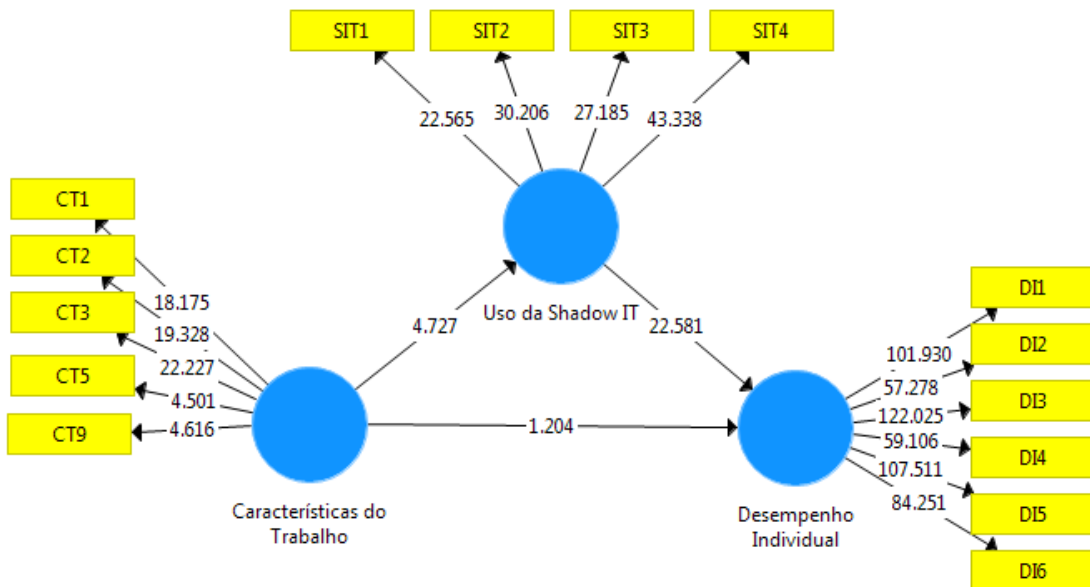 SIT1
SIT2
SIT3
SIT4
22.565
30.206
27.185
43.338
CT1
CT2
CT3
CT5
CT9
18.175
19.328
22.227
4.501
4.616
4.727
Uso da Shadow IT
22.581
1.204
Características do
Trabalho
Desempenho
Individual
101.930
57.278
122.025
59.106
107.511
84.251
DI1
DI2
DI3
DI4
DI5
DI6